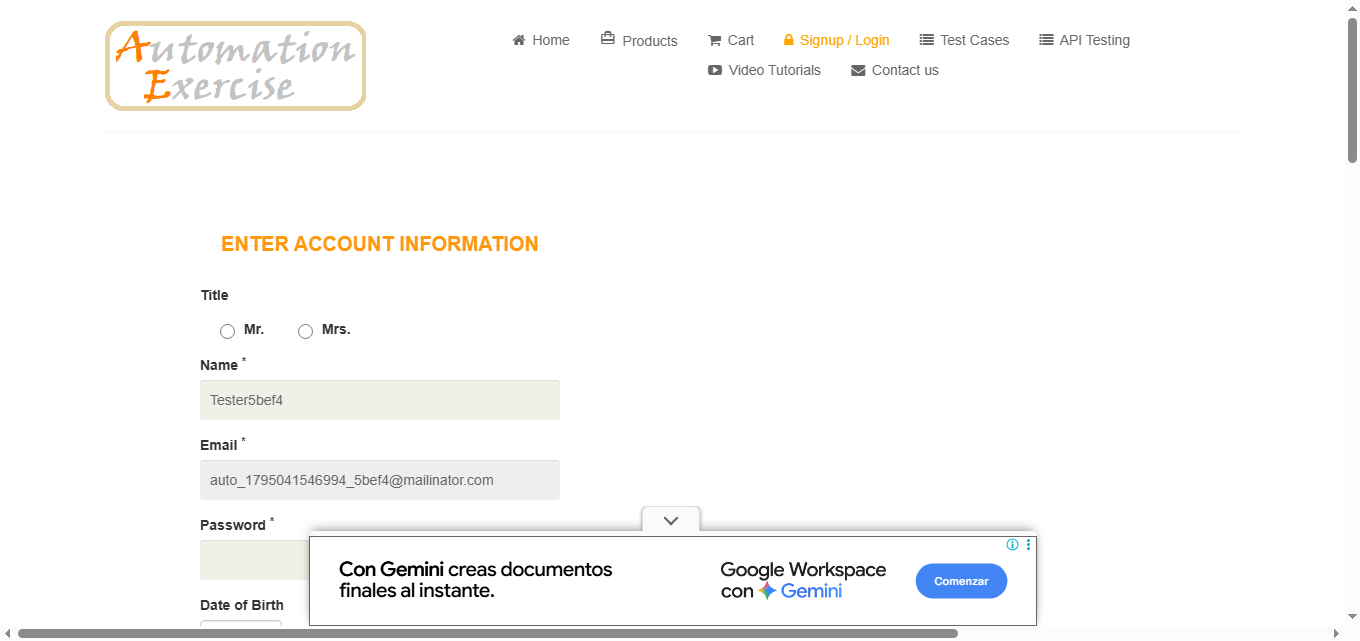 Automation
Exercise
Home
Products
Cart
Signup / Login
Test Cases
API Testing
Video Tutorials
Contact us
ENTER ACCOUNT INFORMATION
Title
Mr.
Mrs.
Name *
Tester5bef4
Email *
auto_1795041546994_5bef4@mailinator.com
Password *
Con Gemini creas documentos
finales al instante.
Google Workspace
con Gemini
Comenzar
Date of Birth